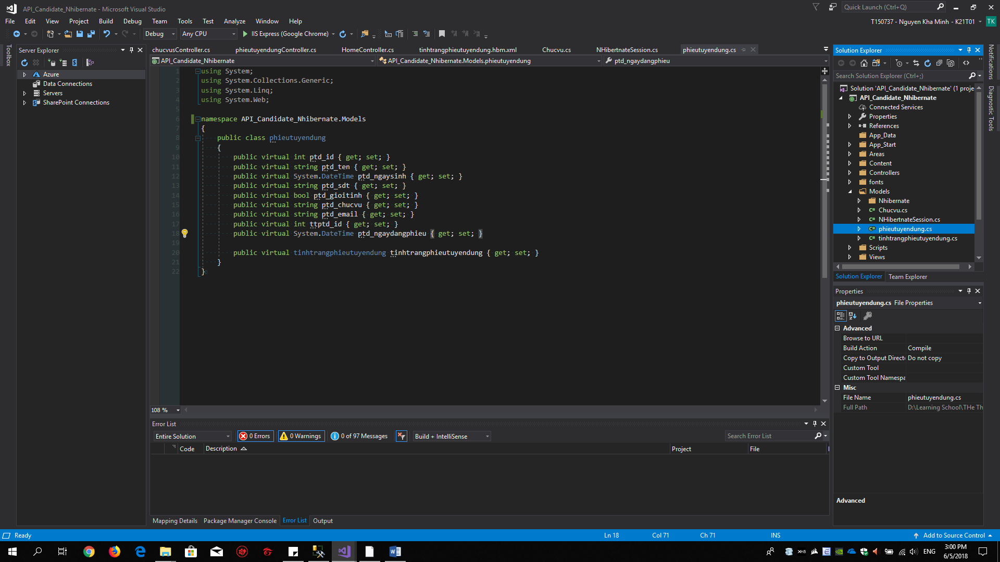 API_Candidate_Nhibernate - Microsoft Visual Studio
Quick Launch (Ctrl+Q)
File Edit View Project Build Debug Team Tools Test Analyze Window Help
T150737 - Nguyen Kha Minh - K21T01 TK
Debug Any CPU IIS Express (Google Chrome)
Toolbox
Server Explorer
Azure
Data Connections
Servers
SharePoint Connections
chucvusController.cs phieutuyendungController.cs HomeController.cs tinhtrangphieutuyendung.hbm.xml Chucvu.cs NHibertnateSession.cs phieutuyendung.cs
API_Candidate_Nhibernate API_Candidate_Nhibernate.Models.phieutuyendung ptd_ngaydangphieu
1 using System;
2 using System.Collections.Generic;
3 using System.Linq;
4 using System.Web;
5
6 namespace API_Candidate_Nhibernate.Models
7 {
8 public class phieutuyendung
9 {
10 public virtual int ptd_id { get; set; }
11 public virtual string ptd_ten { get; set; }
12 public virtual System.DateTime ptd_ngaysinh { get; set; }
13 public virtual string ptd_sdt { get; set; }
14 public virtual bool ptd_gioitinh { get; set; }
15 public virtual string ptd_chucvu { get; set; }
16 public virtual string ptd_email { get; set; }
17 public virtual int ttptd_id { get; set; }
18 public virtual System.DateTime ptd_ngaydangphieu { get; set; }
19
20 public virtual tinhtrangphieutuyendung tinhtrangphieutuyendung { get; set; }
21 }
22 }
108 %
Error List
Entire Solution 0 Errors 0 Warnings 0 of 97 Messages Build + IntelliSense Search Error List
Code Description Project File
Mapping Details Package Manager Console Error List Output
Solution Explorer
Search Solution Explorer (Ctrl+;)
Solution 'API_Candidate_Nhibernate' (1 proje
API_Candidate_Nhibernate
Connected Services
Properties
References
App_Data
App_Start
Areas
Content
Controllers
fonts
Models
Nhibernate
Chucvu.cs
NHibertnateSession.cs
phieutuyendung.cs
tinhtrangphieutuyendung.cs
Scripts
Views
Solution Explorer Team Explorer
Properties
phieutuyendung.cs File Properties
Advanced
Browse to URL
Build Action Compile
Copy to Output Direct Do not copy
Custom Tool
Custom Tool Namespa
Misc
File Name phieutuyendung.cs
Full Path D:\Learning School\THe Th
Advanced
Notifications
Diagnostic Tools
Ready Ln 18 Col 71 Ch 71 INS Add to Source Control
ENG
3:00 PM
6/5/2018